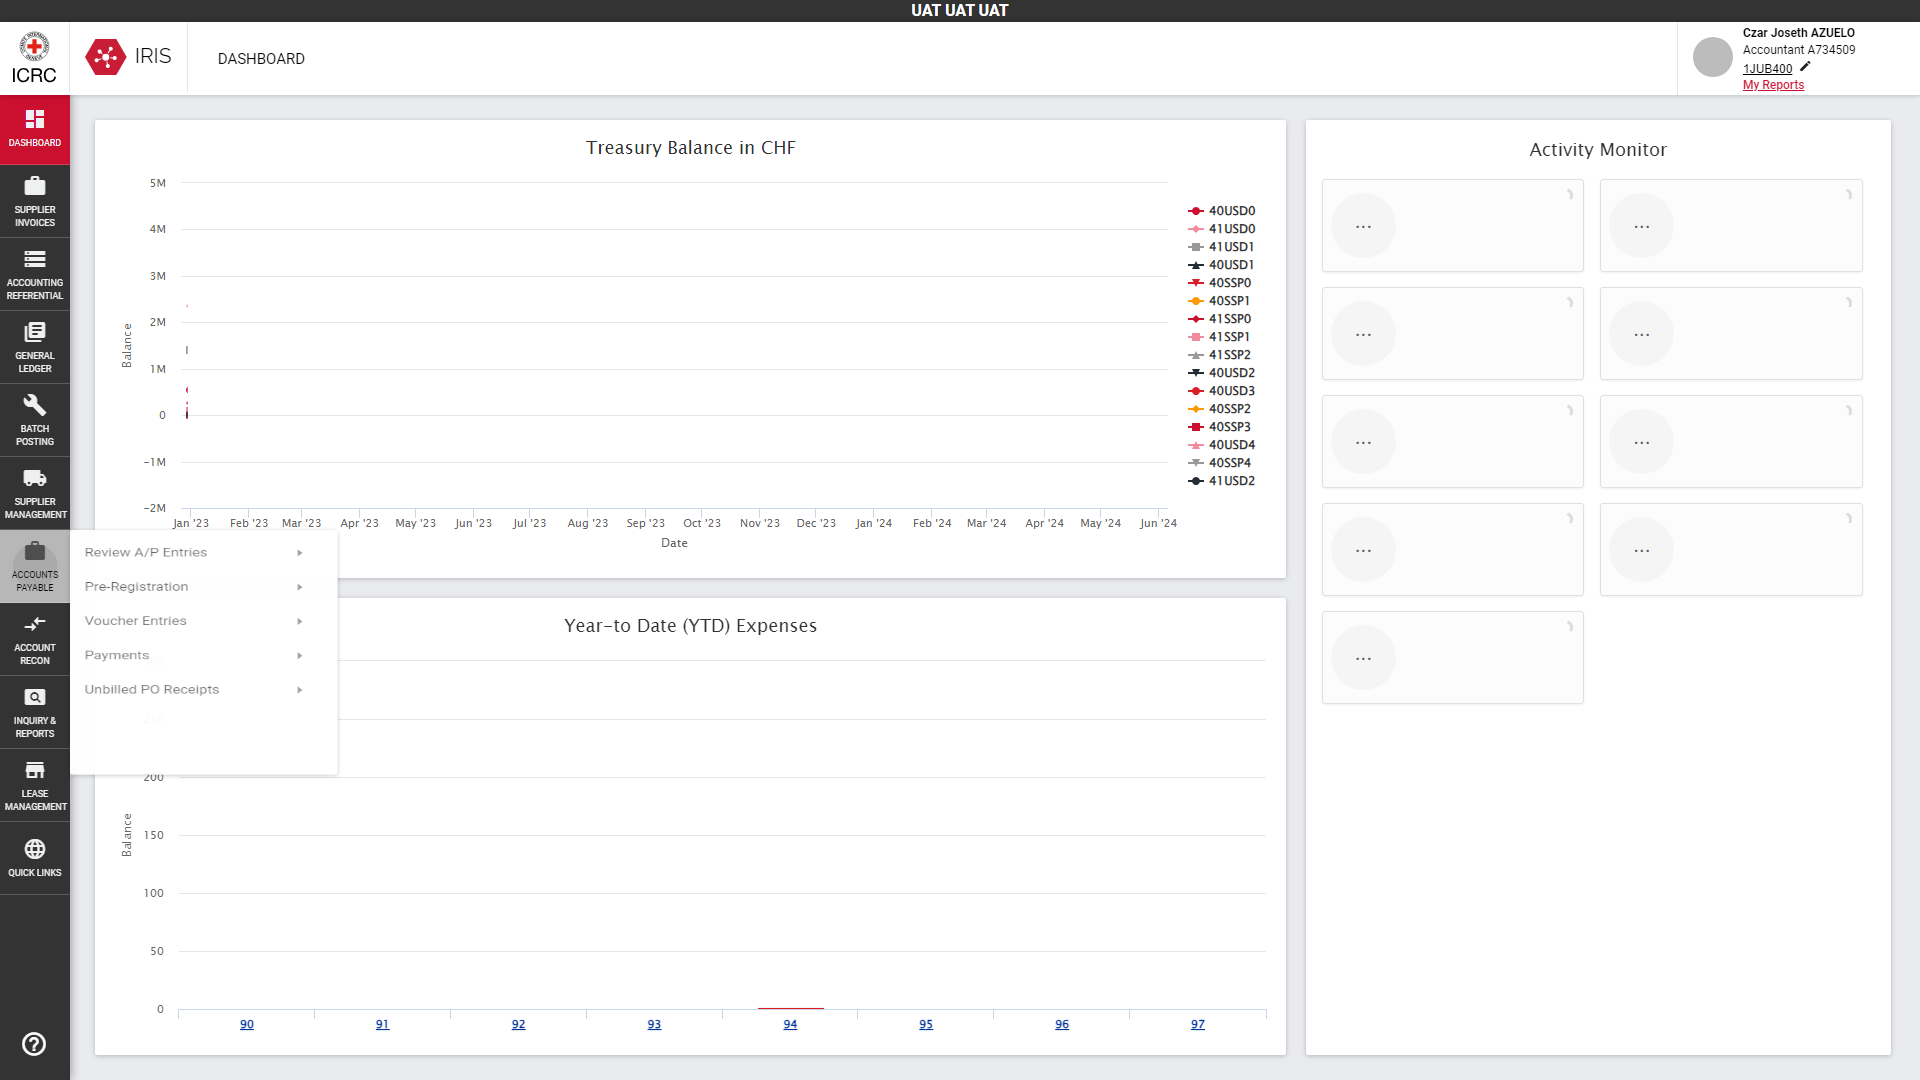 UAT UAT UAT
ICRC
IRIS
DASHBOARD
Czar Joseth AZUELO
Accountant A734509
1JUB400
My Reports
DASHBOARD
SUPPLIER
INVOICES
ACCOUNTING
REFERENTIAL
GENERAL
LEDGER
BATCH
POSTING
SUPPLIER
MANAGEMENT
ACCOUNTS
PAYABLE
ACCOUNT
RECON
INQUIRY &
REPORTS
LEASE
MANAGEMENT
QUICK LINKS
Review A/P Entries
Pre-Registration
Voucher Entries
Payments
Unbilled PO Receipts
Treasury Balance in CHF
5M
4M
3M
2M
1M
0
-1M
-2M
Balance
Jan '23 Feb '23 Mar '23 Apr '23 May '23 Jun '23 Jul '23 Aug '23 Sep '23 Oct '23 Nov '23 Dec '23 Jan '24 Feb '24 Mar '24 Apr '24 May '24 Jun '24
Date
40USD0
41USD0
41USD1
40USD1
40SSP0
40SSP1
41SSP0
41SSP1
41SSP2
40USD2
40USD3
40SSP2
40SSP3
40USD4
40SSP4
41USD2
Year-to Date (YTD) Expenses
250
200
150
100
50
0
Balance
90 91 92 93 94 95 96 97
Activity Monitor
... ...
... ...
... ...
... ...
...